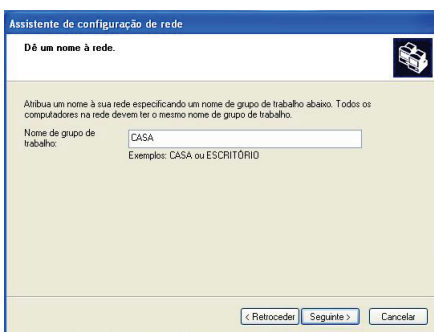 Assistente de configuração de rede
Dê um nome à rede.
Atribua um nome à sua rede especificando um nome de grupo de trabalho abaixo. Todos os
computadores na rede devem ter o mesmo nome de grupo de trabalho.
Nome de grupo de
trabalho:
CASA
Exemplos: CASA ou ESCRITÓRIO
< Retroceder Seguinte > Cancelar